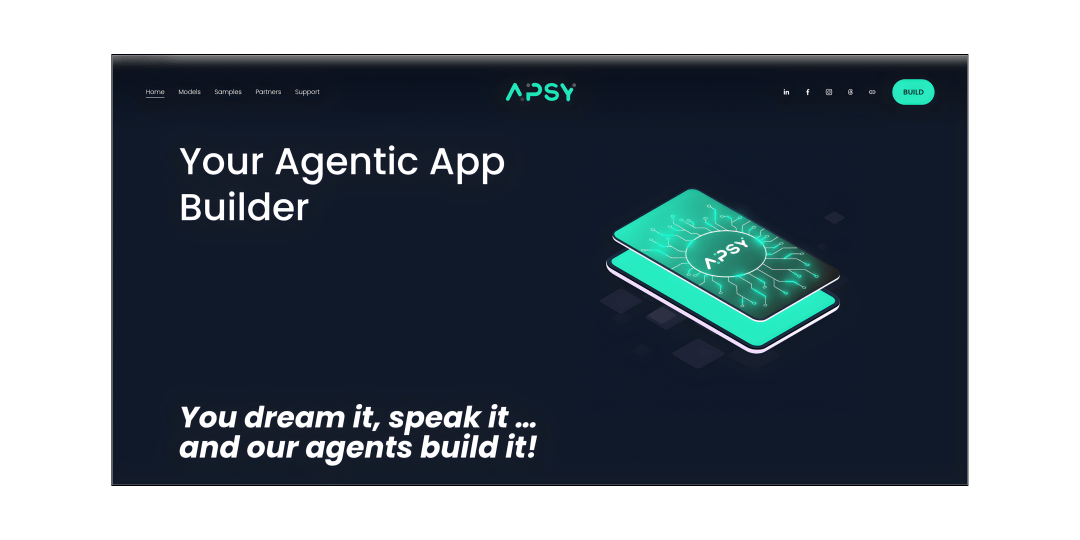 Home Models Samples Partners Support
APSY
BUILD
Your Agentic App
Builder
APSY
You dream it, speak it ...
and our agents build it!